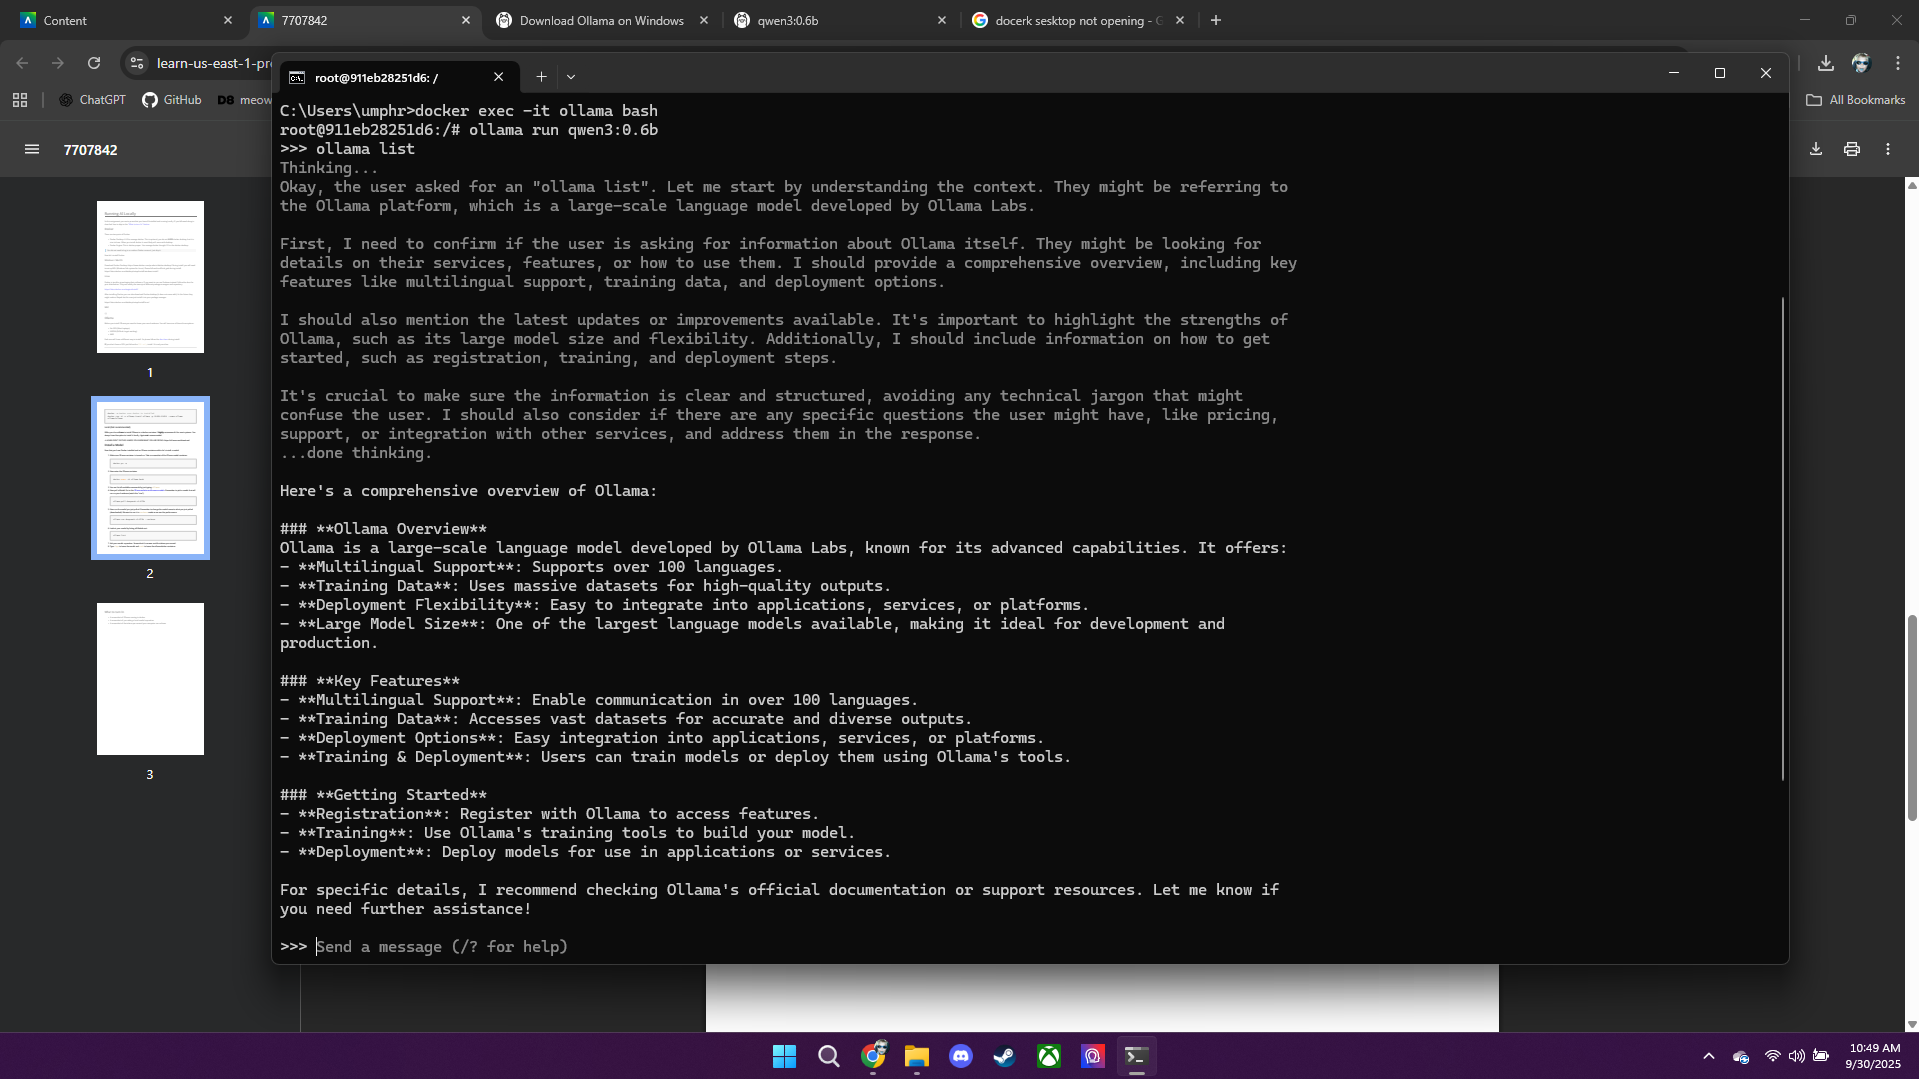 Content
7707842
Download Ollama on Windows
qwen3:0.6b
docerk sesktop not opening - G
learn-us-east-1-pro
ChatGPT
GitHub
meow
All Bookmarks
7707842
1
2
3
root@911eb28251d6: /
C:\Users\umphr>docker exec -it ollama bash
root@911eb28251d6:/# ollama run qwen3:0.6b
>>> ollama list
Thinking...
Okay, the user asked for an "ollama list". Let me start by understanding the context. They might be referring to
the Ollama platform, which is a large-scale language model developed by Ollama Labs.
First, I need to confirm if the user is asking for information about Ollama itself. They might be looking for
details on their services, features, or how to use them. I should provide a comprehensive overview, including key
features like multilingual support, training data, and deployment options.
I should also mention the latest updates or improvements available. It's important to highlight the strengths of
Ollama, such as its large model size and flexibility. Additionally, I should include information on how to get
started, such as registration, training, and deployment steps.
It's crucial to make sure the information is clear and structured, avoiding any technical jargon that might
confuse the user. I should also consider if there are any specific questions the user might have, like pricing,
support, or integration with other services, and address them in the response.
...done thinking.
Here's a comprehensive overview of Ollama:
### **Ollama Overview**
Ollama is a large-scale language model developed by Ollama Labs, known for its advanced capabilities. It offers:
- **Multilingual Support**: Supports over 100 languages.
- **Training Data**: Uses massive datasets for high-quality outputs.
- **Deployment Flexibility**: Easy to integrate into applications, services, or platforms.
- **Large Model Size**: One of the largest language models available, making it ideal for development and
production.
### **Key Features**
- **Multilingual Support**: Enable communication in over 100 languages.
- **Training Data**: Accesses vast datasets for accurate and diverse outputs.
- **Deployment Options**: Easy integration into applications, services, or platforms.
- **Training & Deployment**: Users can train models or deploy them using Ollama's tools.
### **Getting Started**
- **Registration**: Register with Ollama to access features.
- **Training**: Use Ollama's training tools to build your model.
- **Deployment**: Deploy models for use in applications or services.
For specific details, I recommend checking Ollama's official documentation or support resources. Let me know if
you need further assistance!
>>> Send a message (/? for help)
10:49 AM
9/30/2025